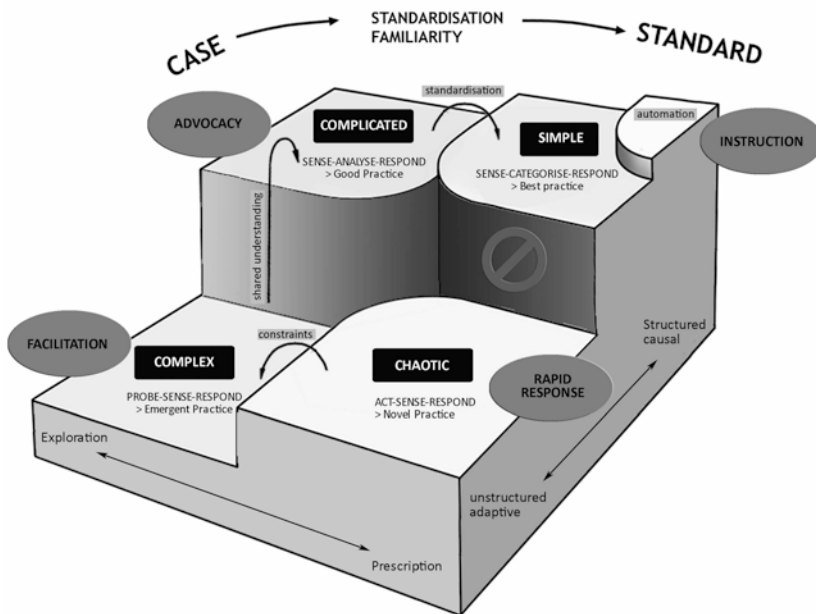 CASE
STANDARDISATION
FAMILIARITY
STANDARD
ADVOCACY
COMPLICATED
SENSE-ANALYSE-RESPOND
> Good Practice
standardisation
SIMPLE
SENSE-CATEGORISE-RESPOND
> Best practice
automation
INSTRUCTION
shared understanding
FACILITATION
COMPLEX
PROBE-SENSE-RESPOND
> Emergent Practice
constraints
CHAOTIC
ACT-SENSE-RESPOND
> Novel Practice
RAPID
RESPONSE
Structured
causal
unstructured
adaptive
Exploration
Prescription